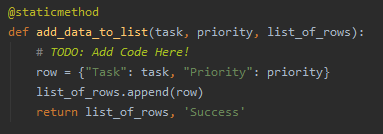 @staticmethod
def add_data_to_list(task, priority, list_of_rows):
    # TODO: Add Code Here!
    row = {"Task": task, "Priority": priority}
    list_of_rows.append(row)
    return list_of_rows, 'Success'